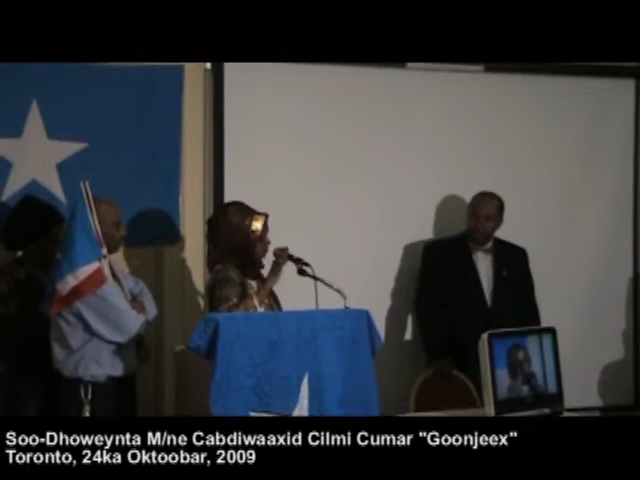 Soo-Dhoweynta M/ne Cabdiwaaxid Cilmi Cumar "Goonjeex"
Toronto, 24ka Oktoobar, 2009